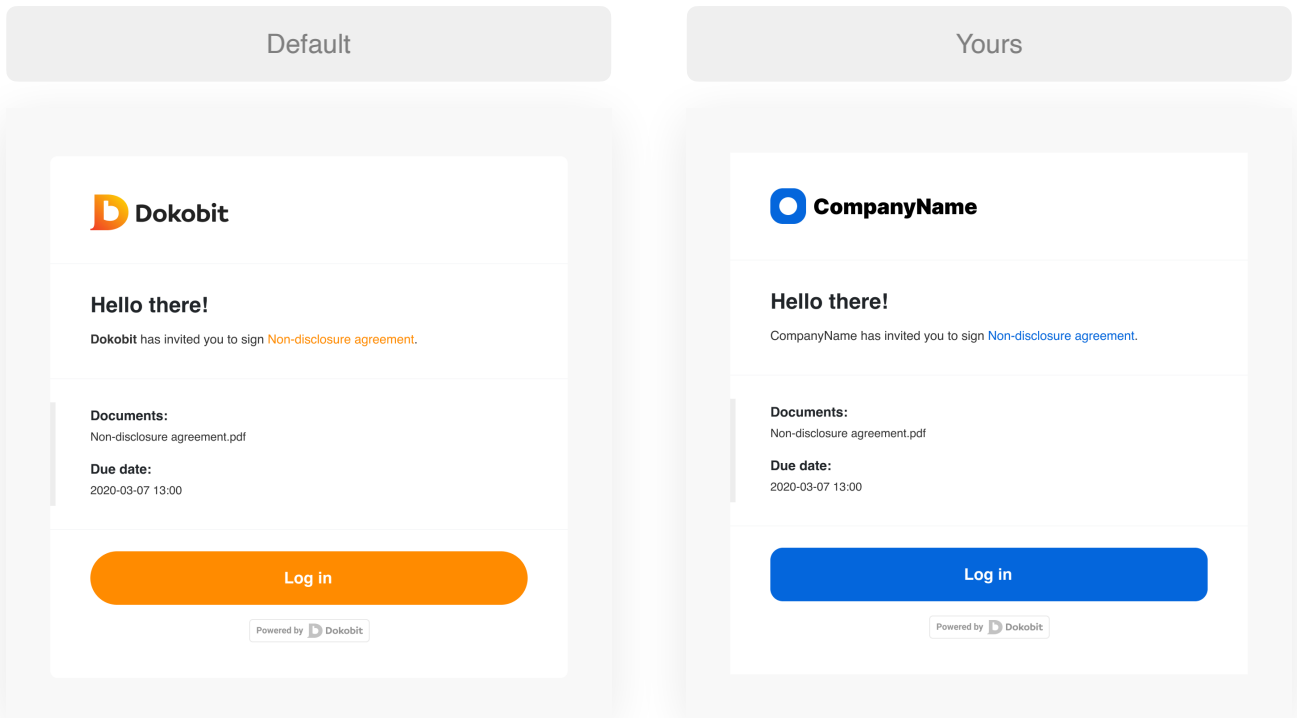 Default
Dokobit
Hello there!
Dokobit has invited you to sign Non-disclosure agreement.
Documents:
Non-disclosure agreement.pdf
Due date:
2020-03-07 13:00
Log in
Powered by Dokobit
Yours
CompanyName
Hello there!
CompanyName has invited you to sign Non-disclosure agreement.
Documents:
Non-disclosure agreement.pdf
Due date:
2020-03-07 13:00
Log in
Powered by Dokobit